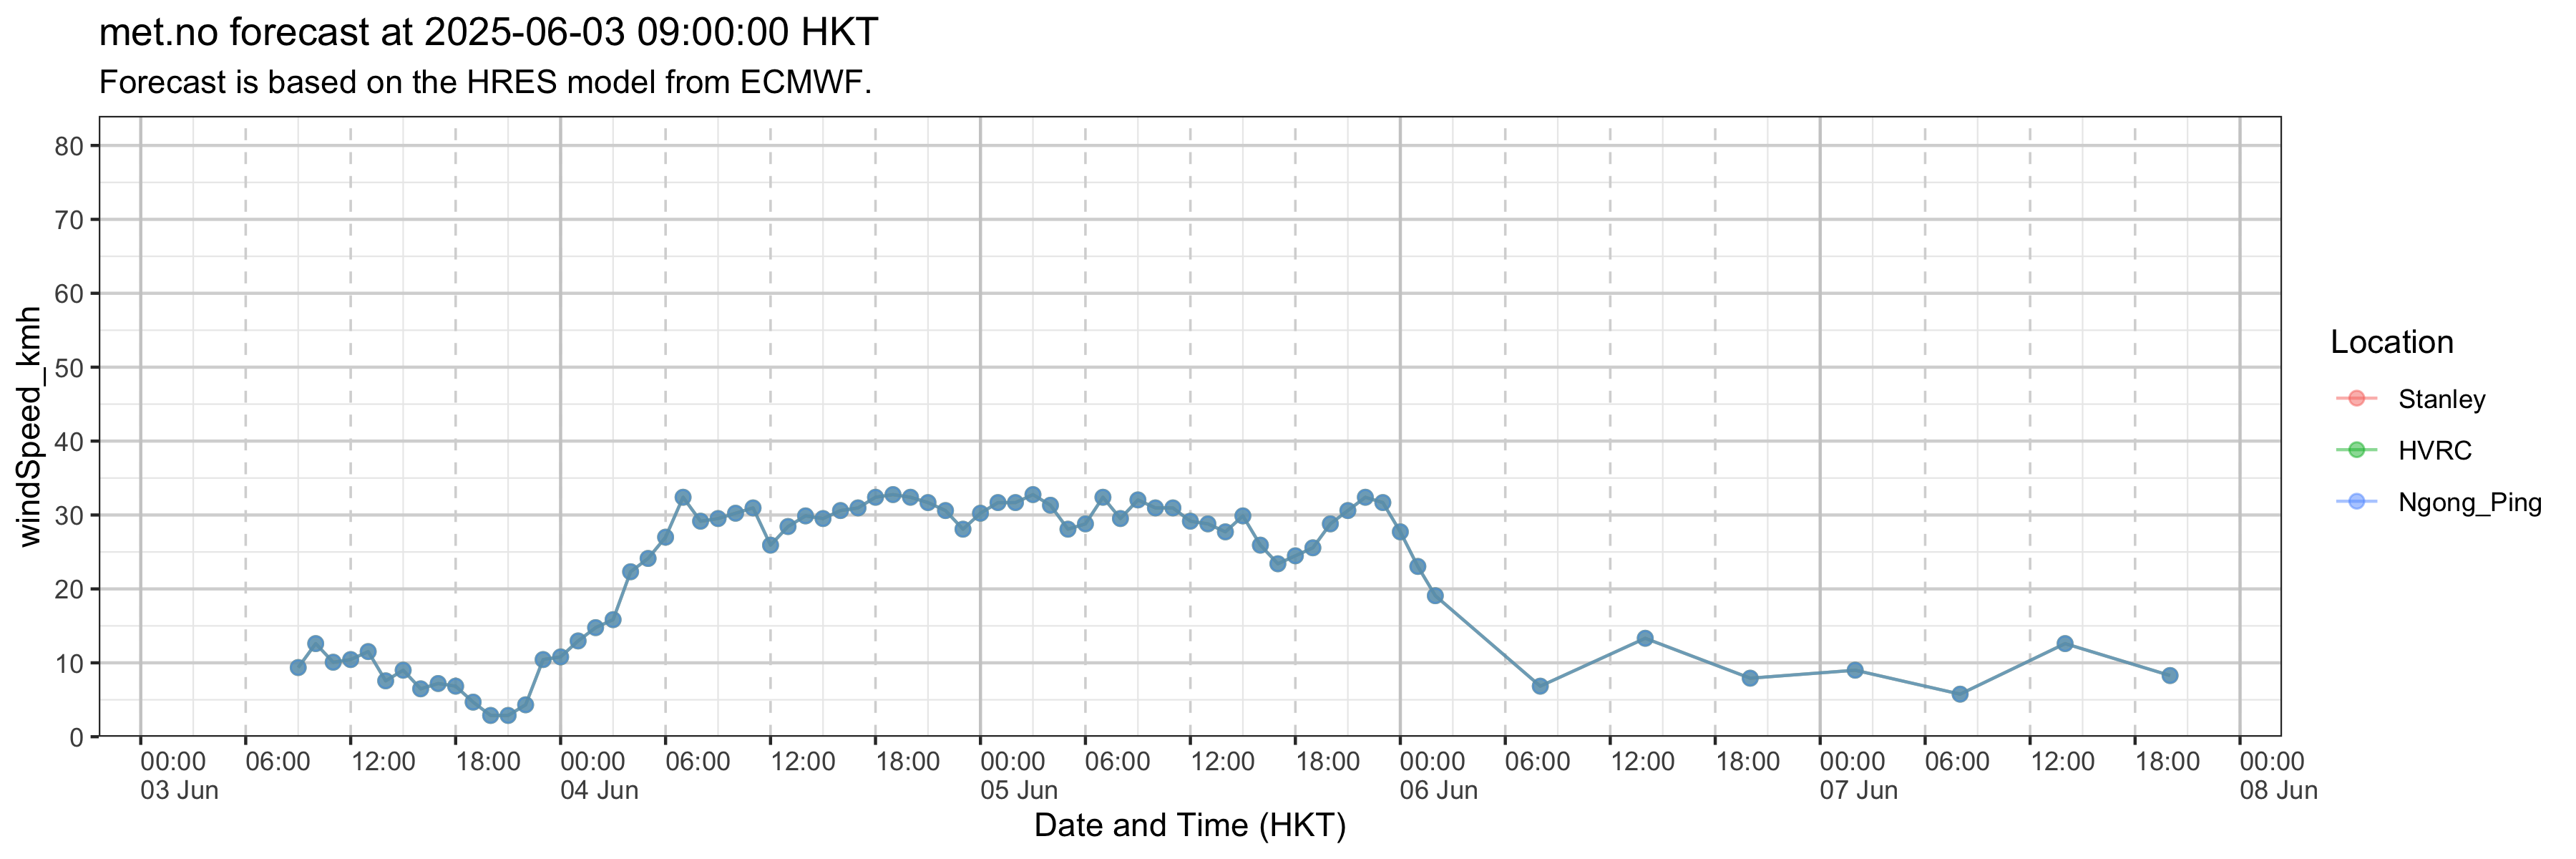 met.no forecast at 2025-06-03 09:00:00 HKT
Forecast is based on the HRES model from ECMWF.
windSpeed_kmh
80
70
60
50
40
30
20
10
0
00:00 06:00 12:00 18:00 00:00 06:00 12:00 18:00 00:00 06:00 12:00 18:00 00:00 06:00 12:00 18:00 00:00 06:00 12:00 18:00 00:00
03 Jun 04 Jun 05 Jun 06 Jun 07 Jun 08 Jun
Date and Time (HKT)
Location
Stanley
HVRC
Ngong_Ping